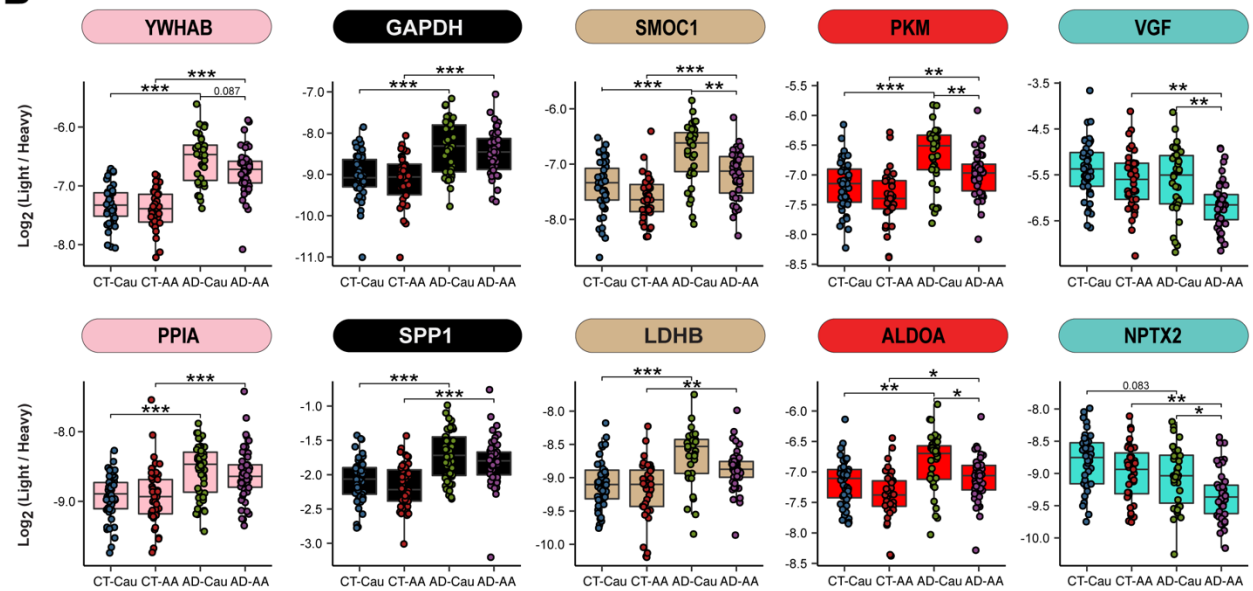 B
YWHAB GAPDH SMOC1 PKM VGF
Log2 (Light / Heavy)
-6.0
-7.0
-8.0
*** *** 0.087
CT-Cau CT-AA AD-Cau AD-AA
-7.0
-8.0
-9.0
-10.0
-11.0
*** ***
CT-Cau CT-AA AD-Cau AD-AA
-6.0
-7.0
-8.0
*** *** **
CT-Cau CT-AA AD-Cau AD-AA
-5.5
-6.0
-6.5
-7.0
-7.5
-8.0
-8.5
** *** **
CT-Cau CT-AA AD-Cau AD-AA
-3.5
-4.5
-5.5
-6.5
** **
CT-Cau CT-AA AD-Cau AD-AA
PPIA SPP1 LDHB ALDOA NPTX2
Log2 (Light / Heavy)
-8.0
-9.0
*** ***
CT-Cau CT-AA AD-Cau AD-AA
-1.0
-1.5
-2.0
-2.5
-3.0
*** ***
CT-Cau CT-AA AD-Cau AD-AA
-8.0
-8.5
-9.0
-9.5
-10.0
*** **
CT-Cau CT-AA AD-Cau AD-AA
-6.0
-6.5
-7.0
-7.5
-8.0
-8.5
* ** *
CT-Cau CT-AA AD-Cau AD-AA
-8.0
-8.5
-9.0
-9.5
-10.0
0.083 ** *
CT-Cau CT-AA AD-Cau AD-AA